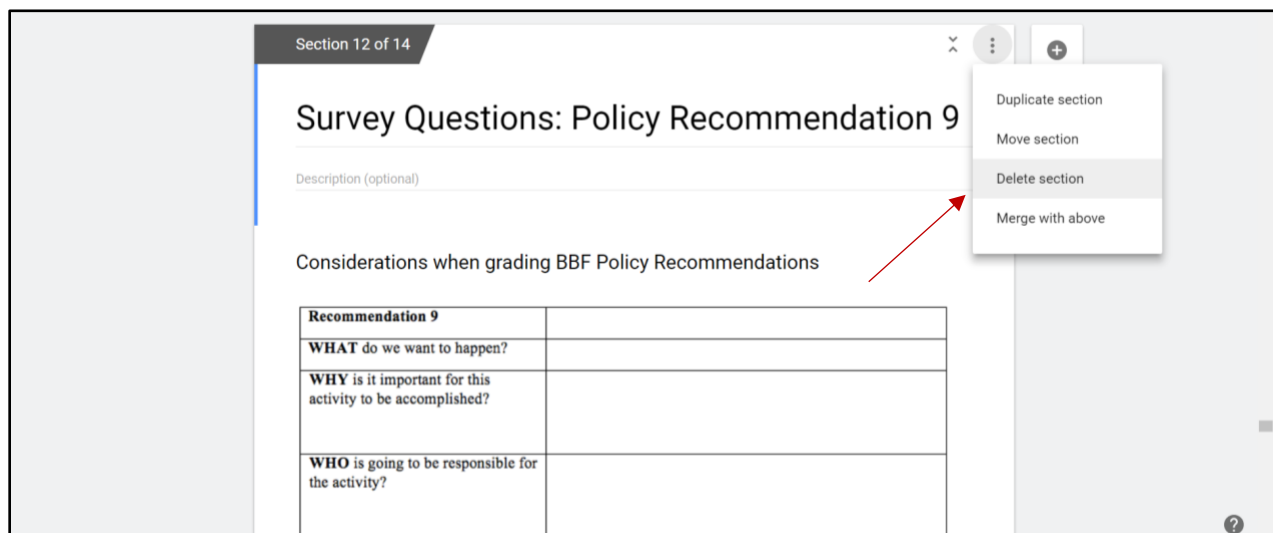 Section 12 of 14
Survey Questions: Policy Recommendation 9
Description (optional)
Duplicate section
Move section
Delete section
Merge with above
Considerations when grading BBF Policy Recommendations
Recommendation 9
WHAT do we want to happen?
WHY is it important for this
activity to be accomplished?
WHO is going to be responsible for
the activity?